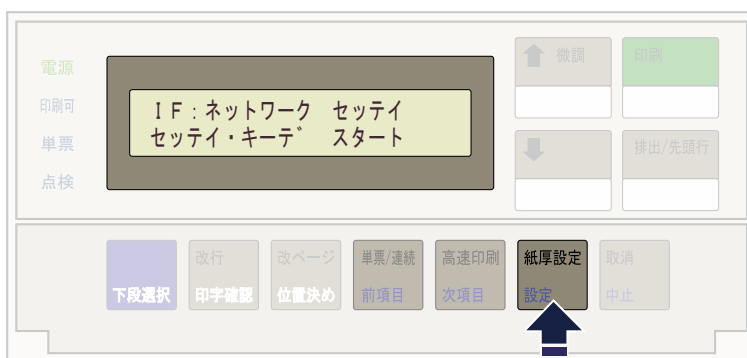 電源
印刷可
単票
点検
ＩＦ：ネットワーク　セッテイ
セッテイ・キーデ゛　スタート
微調
印刷
排出/先頭行
改行
改ページ
単票/連続
高速印刷
紙厚設定
取消
下段選択
印字確認
位置決め
前項目
次項目
設定
中止